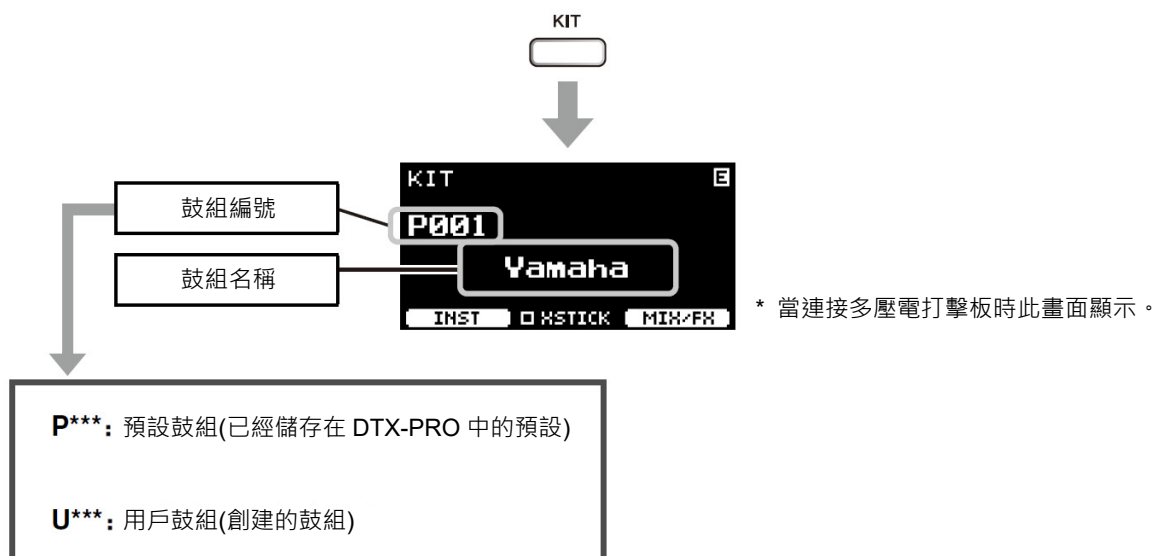 KIT
KIT E
鼓組編號
P001
鼓組名稱
Yamaha
INST XSTICK MIX/FX
* 當連接多壓電打擊板時此畫面顯示。
P***: 預設鼓組(已經儲存在 DTX-PRO 中的預設)
U***: 用戶鼓組(創建的鼓組)